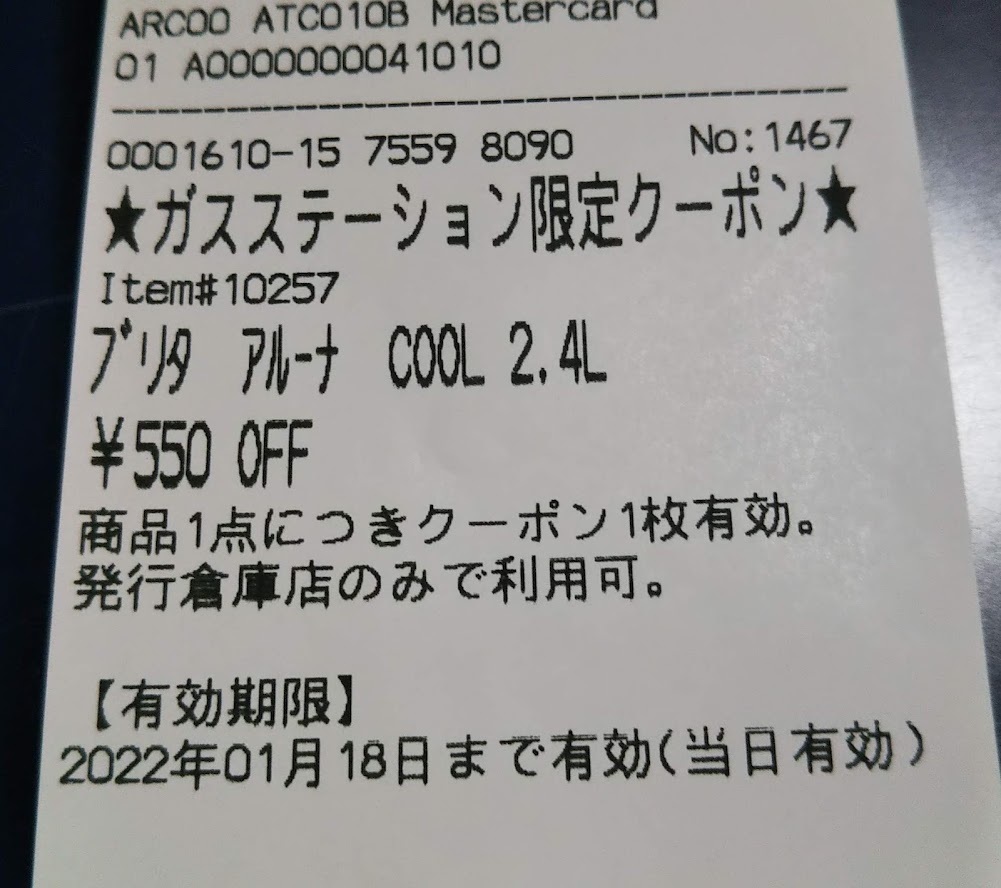 ARC00 ATC010B Mastercard
01 A0000000041010
0001610-15 7559 8090 No:1467
★ガスステーション限定クーポン★
Item#10257
ブリタ アルーナ COOL 2.4L
¥550 OFF
商品1点につきクーポン1枚有効。
発行倉庫店のみで利用可。
【有効期限】
2022年01月18日まで有効(当日有効)